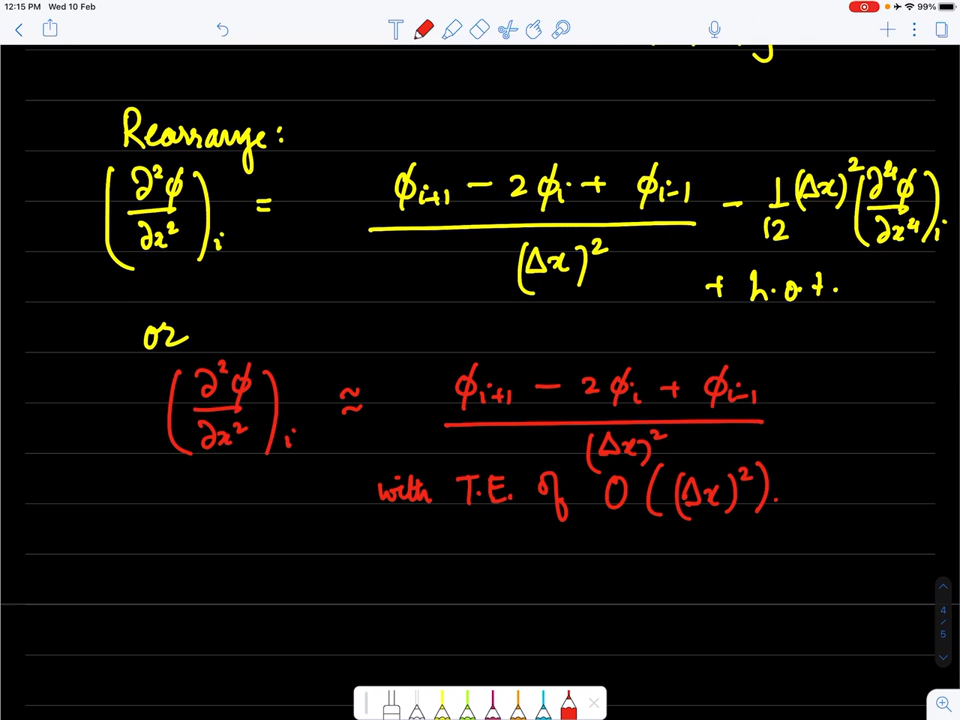 12:15 PM Wed 10 Feb 99%
Rearrange:
(∂²ϕ/∂x²)ᵢ = (ϕᵢ₊₁ − 2ϕᵢ + ϕᵢ₋₁)/(Δx)² − 1/12 (Δx)² (∂⁴ϕ/∂x⁴)ᵢ
+ h.o.t.
or
(∂²ϕ/∂x²)ᵢ ≈ (ϕᵢ₊₁ − 2ϕᵢ + ϕᵢ₋₁)/(Δx)²
with T.E. of O((Δx)²).
4
/
5